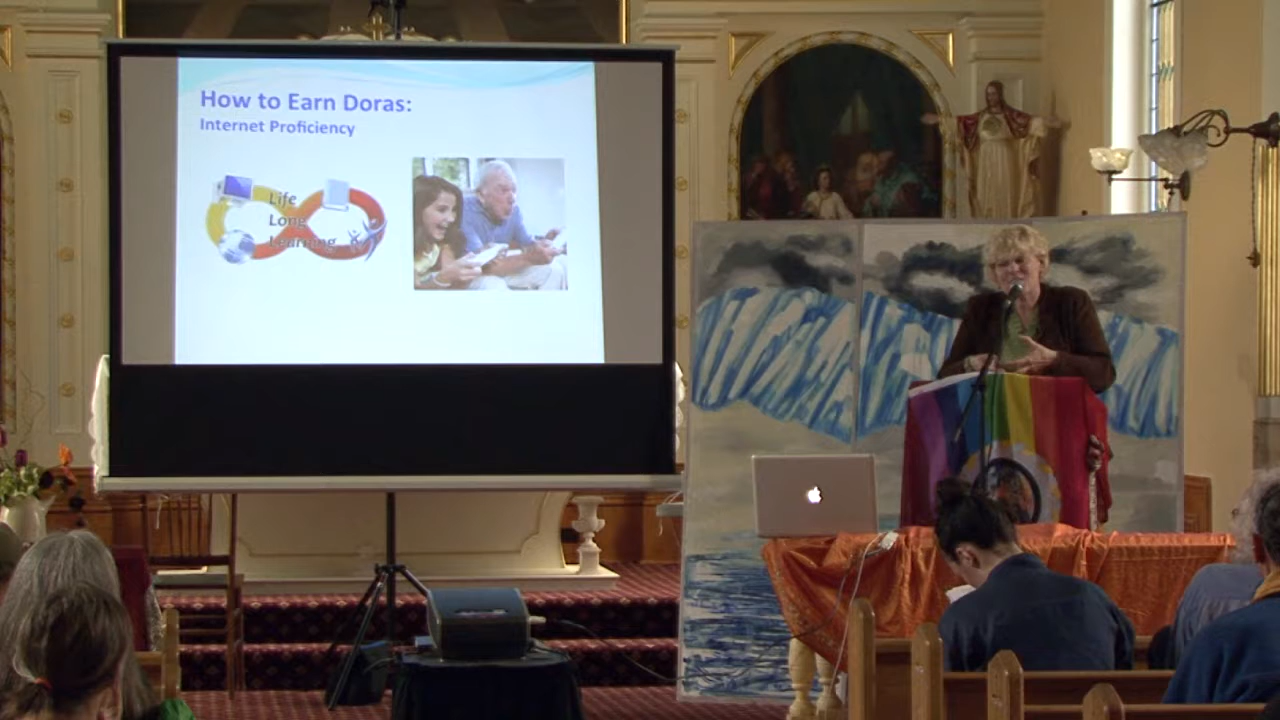 How to Earn Doras:
Internet Proficiency
Life
Long
Learning